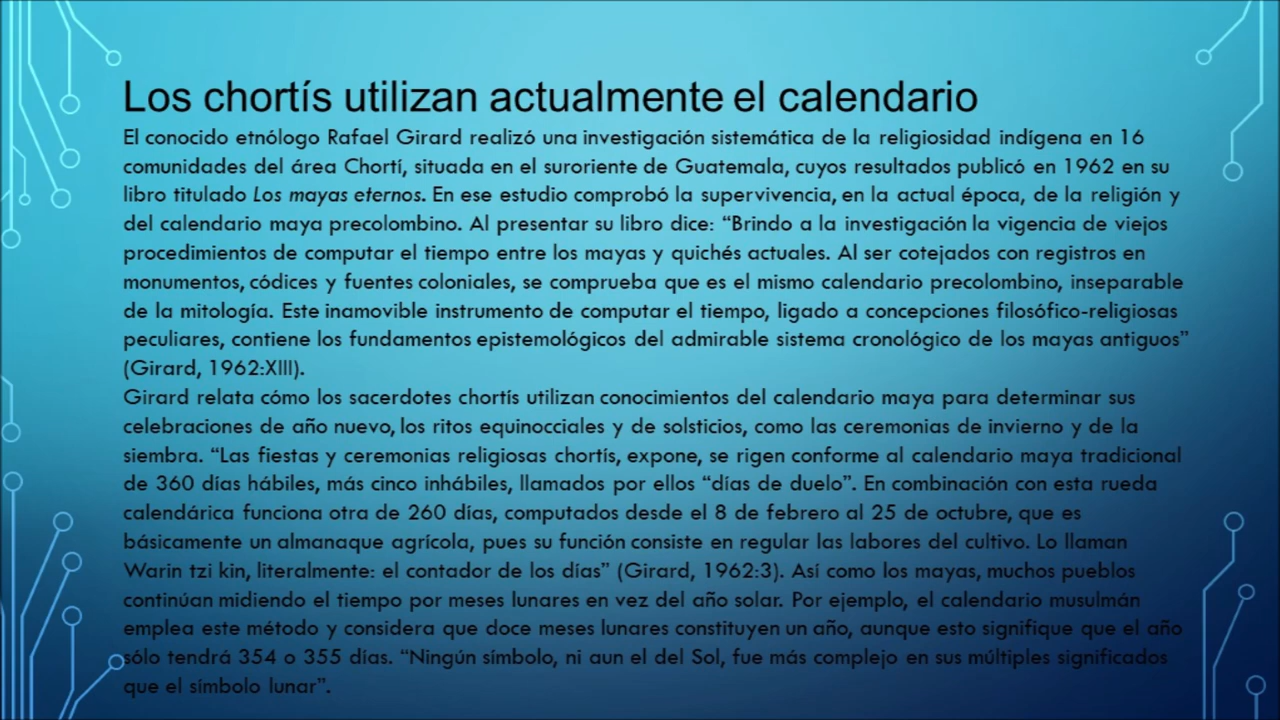 Los chortís utilizan actualmente el calendario
El conocido etnólogo Rafael Girard realizó una investigación sistemática de la religiosidad indígena en 16
comunidades del área Chortí, situada en el suroriente de Guatemala, cuyos resultados publicó en 1962 en su
libro titulado Los mayas eternos. En ese estudio comprobó la supervivencia, en la actual época, de la religión y
del calendario maya precolombino. Al presentar su libro dice: “Brindo a la investigación la vigencia de viejos
procedimientos de computar el tiempo entre los mayas y quichés actuales. Al ser cotejados con registros en
monumentos, códices y fuentes coloniales, se comprueba que es el mismo calendario precolombino, inseparable
de la mitología. Este inamovible instrumento de computar el tiempo, ligado a concepciones filosófico-religiosas
peculiares, contiene los fundamentos epistemológicos del admirable sistema cronológico de los mayas antiguos”
(Girard, 1962:XIII).
Girard relata cómo los sacerdotes chortís utilizan conocimientos del calendario maya para determinar sus
celebraciones de año nuevo, los ritos equinocciales y de solsticios, como las ceremonias de invierno y de la
siembra. “Las fiestas y ceremonias religiosas chortís, expone, se rigen conforme al calendario maya tradicional
de 360 días hábiles, más cinco inhábiles, llamados por ellos “días de duelo”. En combinación con esta rueda
calendárica funciona otra de 260 días, computados desde el 8 de febrero al 25 de octubre, que es
básicamente un almanaque agrícola, pues su función consiste en regular las labores del cultivo. Lo llaman
Warin tzi kin, literalmente: el contador de los días” (Girard, 1962:3). Así como los mayas, muchos pueblos
continúan midiendo el tiempo por meses lunares en vez del año solar. Por ejemplo, el calendario musulmán
emplea este método y considera que doce meses lunares constituyen un año, aunque esto signifique que el año
sólo tendrá 354 o 355 días. “Ningún símbolo, ni aun el del Sol, fue más complejo en sus múltiples significados
que el símbolo lunar”.